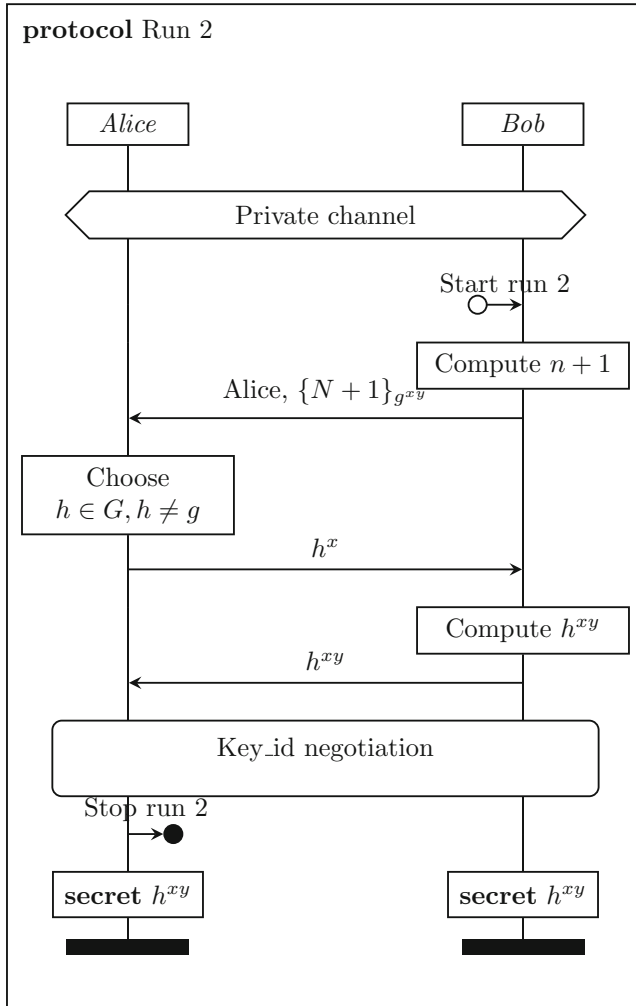 protocol Run 2
Alice
Bob
Private channel
Start run 2
Compute n + 1
Alice, {N + 1}_{g^{xy}}
Choose
h ∈ G, h ≠ g
h^x
Compute h^{xy}
h^{xy}
Key_id negotiation
Stop run 2
secret h^{xy}
secret h^{xy}